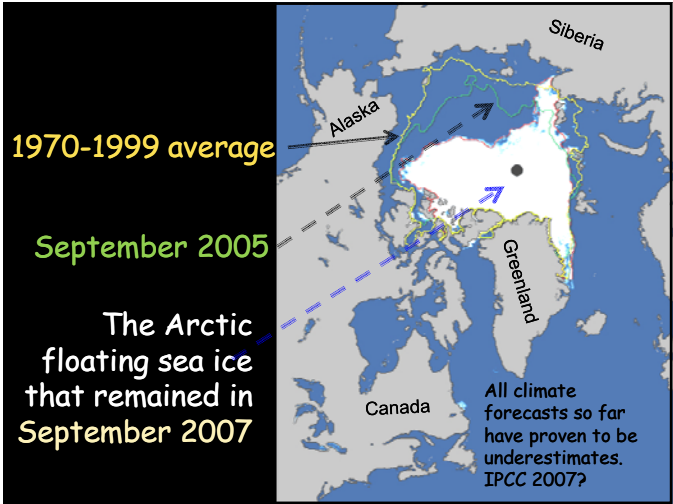 Siberia
Alaska
1970-1999 average
September 2005
Greenland
The Arctic
floating sea ice
that remained in
September 2007
Canada
All climate
forecasts so far
have proven to be
underestimates.
IPCC 2007?